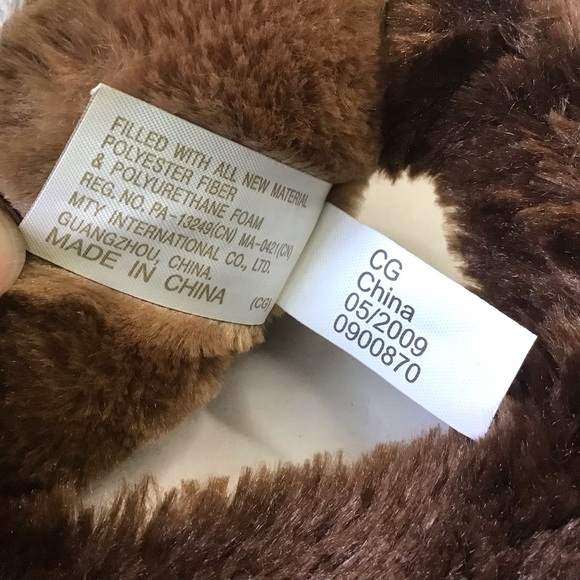 FILLED WITH ALL NEW MATERIAL
POLYESTER FIBER
& POLYURETHANE FOAM
REG. NO. PA-13249(CN) MA-0421(CN)
MTY INTERNATIONAL CO., LTD.
GUANGZHOU, CHINA.
MADE IN CHINA
(CG)
CG
China
05/2009
0900870